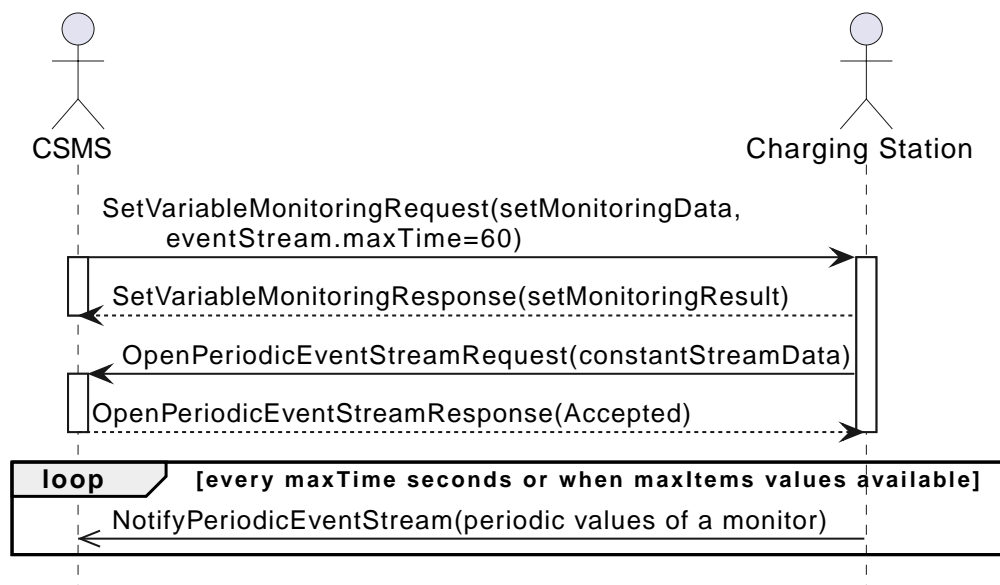 CSMS
Charging Station
SetVariableMonitoringRequest(setMonitoringData,
eventStream.maxTime=60)
SetVariableMonitoringResponse(setMonitoringResult)
OpenPeriodicEventStreamRequest(constantStreamData)
OpenPeriodicEventStreamResponse(Accepted)
loop
[every maxTime seconds or when maxItems values available]
NotifyPeriodicEventStream(periodic values of a monitor)